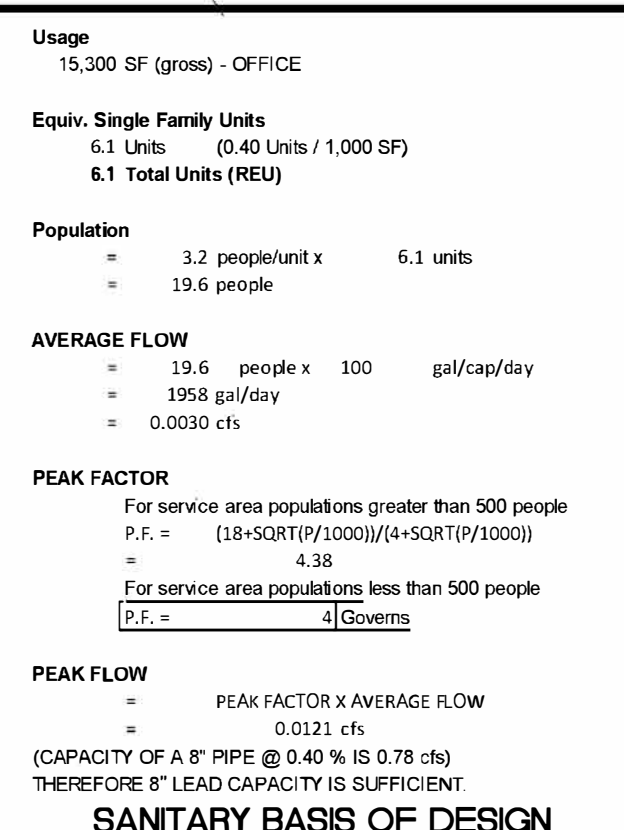 Usage
15,300 SF (gross) - OFFICE
Equiv. Single Family Units
6.1 Units (0.40 Units / 1,000 SF)
6.1 Total Units (REU)
Population
= 3.2 people/unit x 6.1 units
= 19.6 people
AVERAGE FLOW
= 19.6 people x 100 gal/cap/day
= 1958 gal/day
= 0.0030 cfs
PEAK FACTOR
For service area populations greater than 500 people
P.F. = (18+SQRT(P/1000))/(4+SQRT(P/1000))
= 4.38
For service area populations less than 500 people
P.F. = 4 Governs
PEAK FLOW
= PEAK FACTOR X AVERAGE FLOW
= 0.0121 cfs
(CAPACITY OF A 8" PIPE @ 0.40 % IS 0.78 cfs)
THEREFORE 8" LEAD CAPACITY IS SUFFICIENT.
SANITARY BASIS OF DESIGN